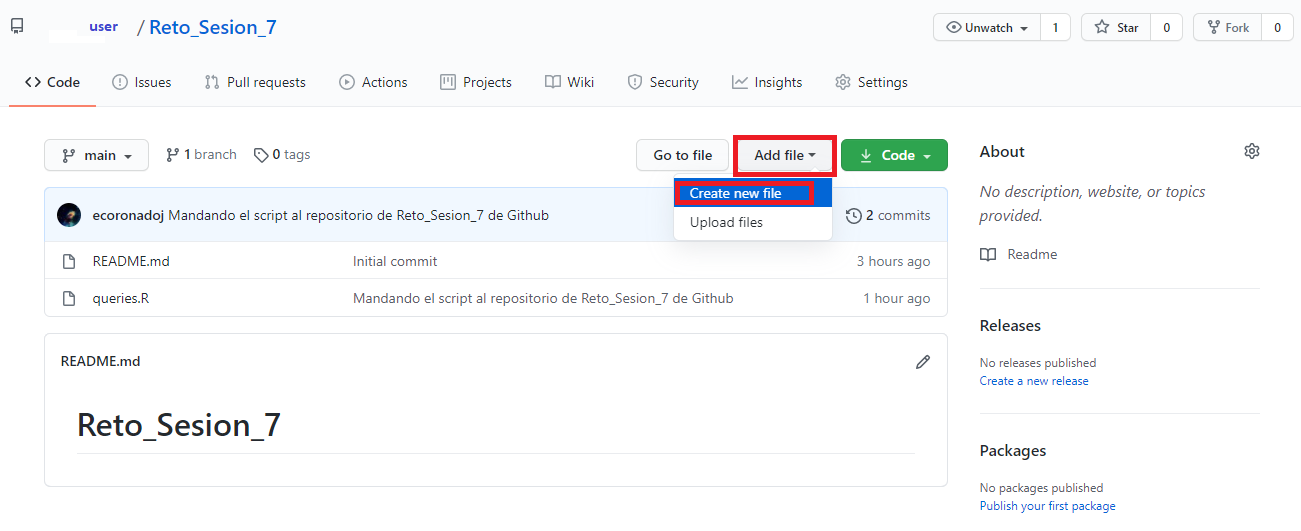 user / Reto_Sesion_7
Unwatch 1 Star 0 Fork 0
Code Issues Pull requests Actions Projects Wiki Security Insights Settings
main 1 branch 0 tags Go to file Add file Code
Create new file
Upload files
ecoronadoj Mandando el script al repositorio de Reto_Sesion_7 de Github 2 commits
README.md Initial commit 3 hours ago
queries.R Mandando el script al repositorio de Reto_Sesion_7 de Github 1 hour ago
README.md
Reto_Sesion_7
About
No description, website, or topics
provided.
Readme
Releases
No releases published
Create a new release
Packages
No packages published
Publish your first package